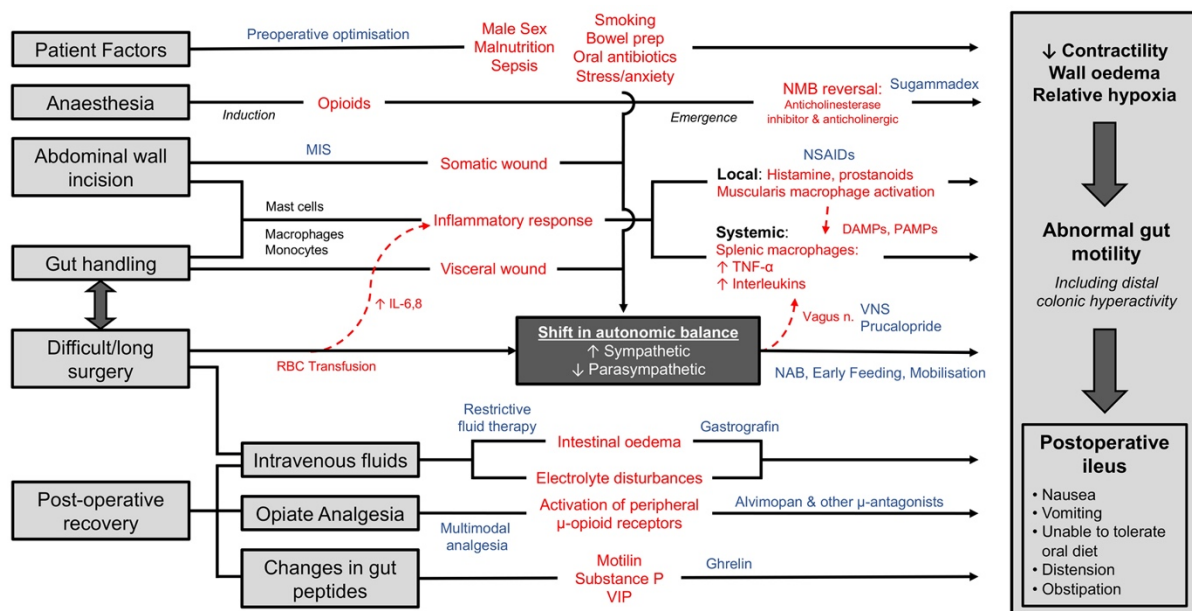 Patient Factors
Preoperative optimisation
Male Sex
Malnutrition
Sepsis
Smoking
Bowel prep
Oral antibiotics
Stress/anxiety
Anaesthesia
Induction
Opioids
Emergence
NMB reversal:
Anticholinesterase
inhibitor & anticholinergic
Sugammadex
Abdominal wall
incision
MIS
Somatic wound
NSAIDs
Local: Histamine, prostanoids
Muscularis macrophage activation
Mast cells
Macrophages
Monocytes
Inflammatory response
DAMPs, PAMPs
Systemic:
Splenic macrophages:
↑ TNF-α
↑ Interleukins
Gut handling
Visceral wound
↑ IL-6,8
Vagus n.
VNS
Prucalopride
Difficult/long
surgery
RBC Transfusion
Shift in autonomic balance
↑ Sympathetic
↓ Parasympathetic
NAB, Early Feeding, Mobilisation
Restrictive
fluid therapy
Intravenous fluids
Intestinal oedema
Electrolyte disturbances
Gastrografin
Post-operative
recovery
Opiate Analgesia
Multimodal
analgesia
Activation of peripheral
μ-opioid receptors
Alvimopan & other μ-antagonists
Changes in gut
peptides
Motilin
Substance P
VIP
Ghrelin
↓ Contractility
Wall oedema
Relative hypoxia
Abnormal gut
motility
Including distal
colonic hyperactivity
Postoperative
ileus
• Nausea
• Vomiting
• Unable to tolerate
oral diet
• Distension
• Obstipation